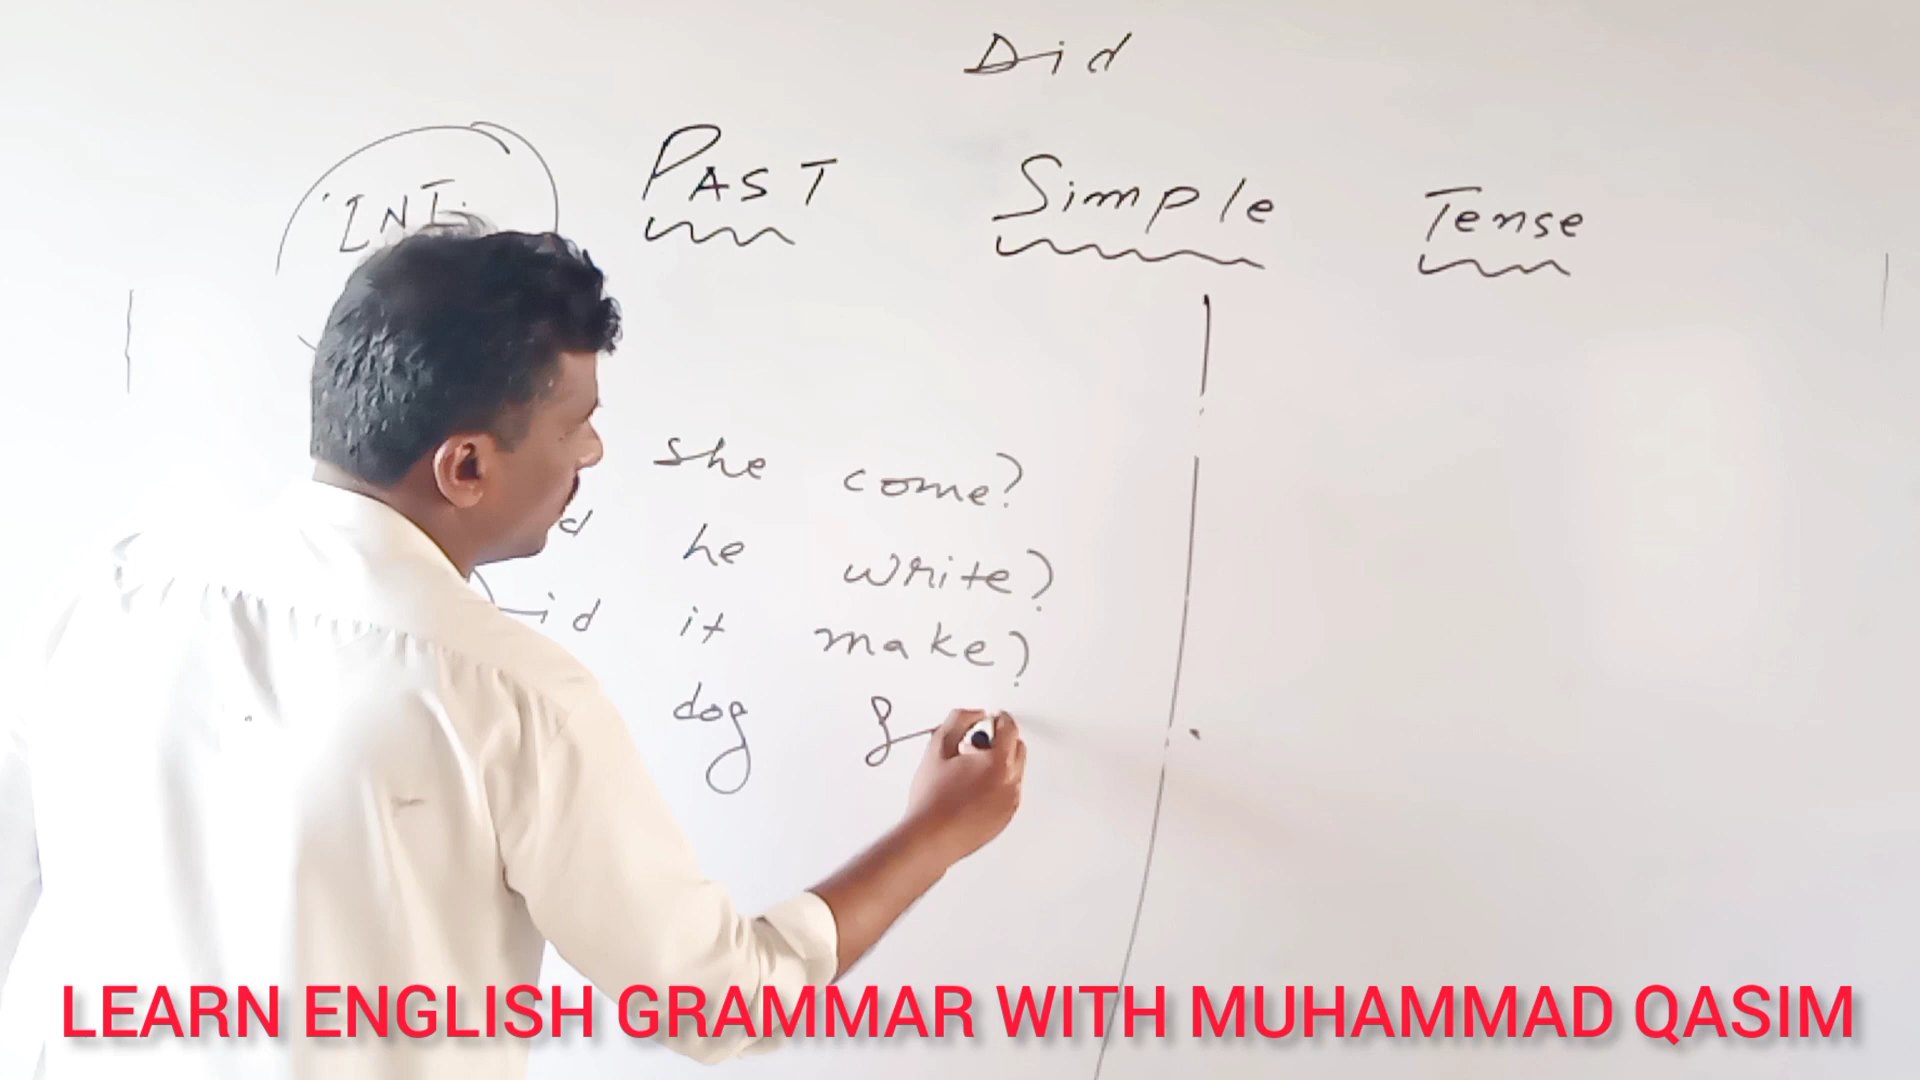 Did
INT. PAST Simple Tense
she come?
d he write?
id it make?
dog
LEARN ENGLISH GRAMMAR WITH MUHAMMAD QASIM